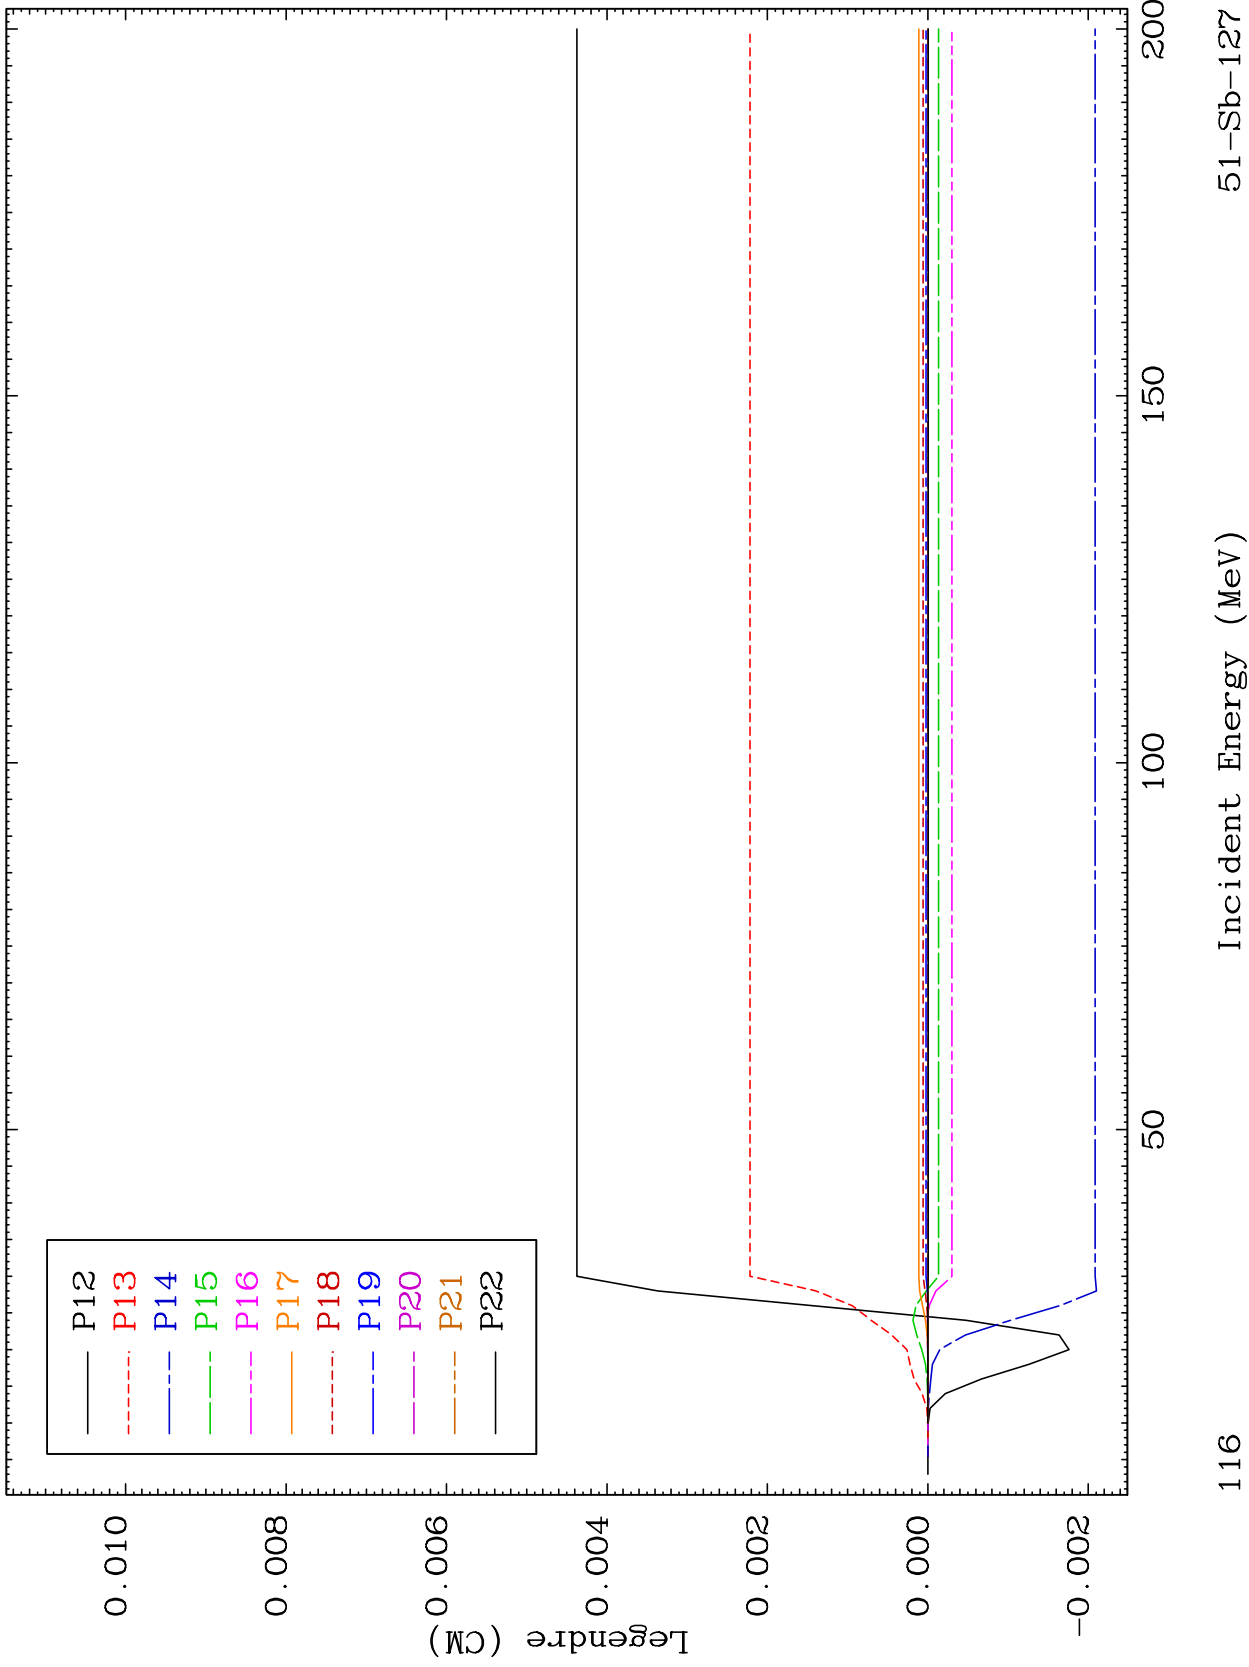 P12
P13
P14
P15
P16
P17
P18
P19
P20
P21
P22
0.010
0.008
0.006
0.004
0.002
0.000
-0.002
Legendre (CM)
50
100
150
200
Incident Energy (MeV)
116
51-Sb-127